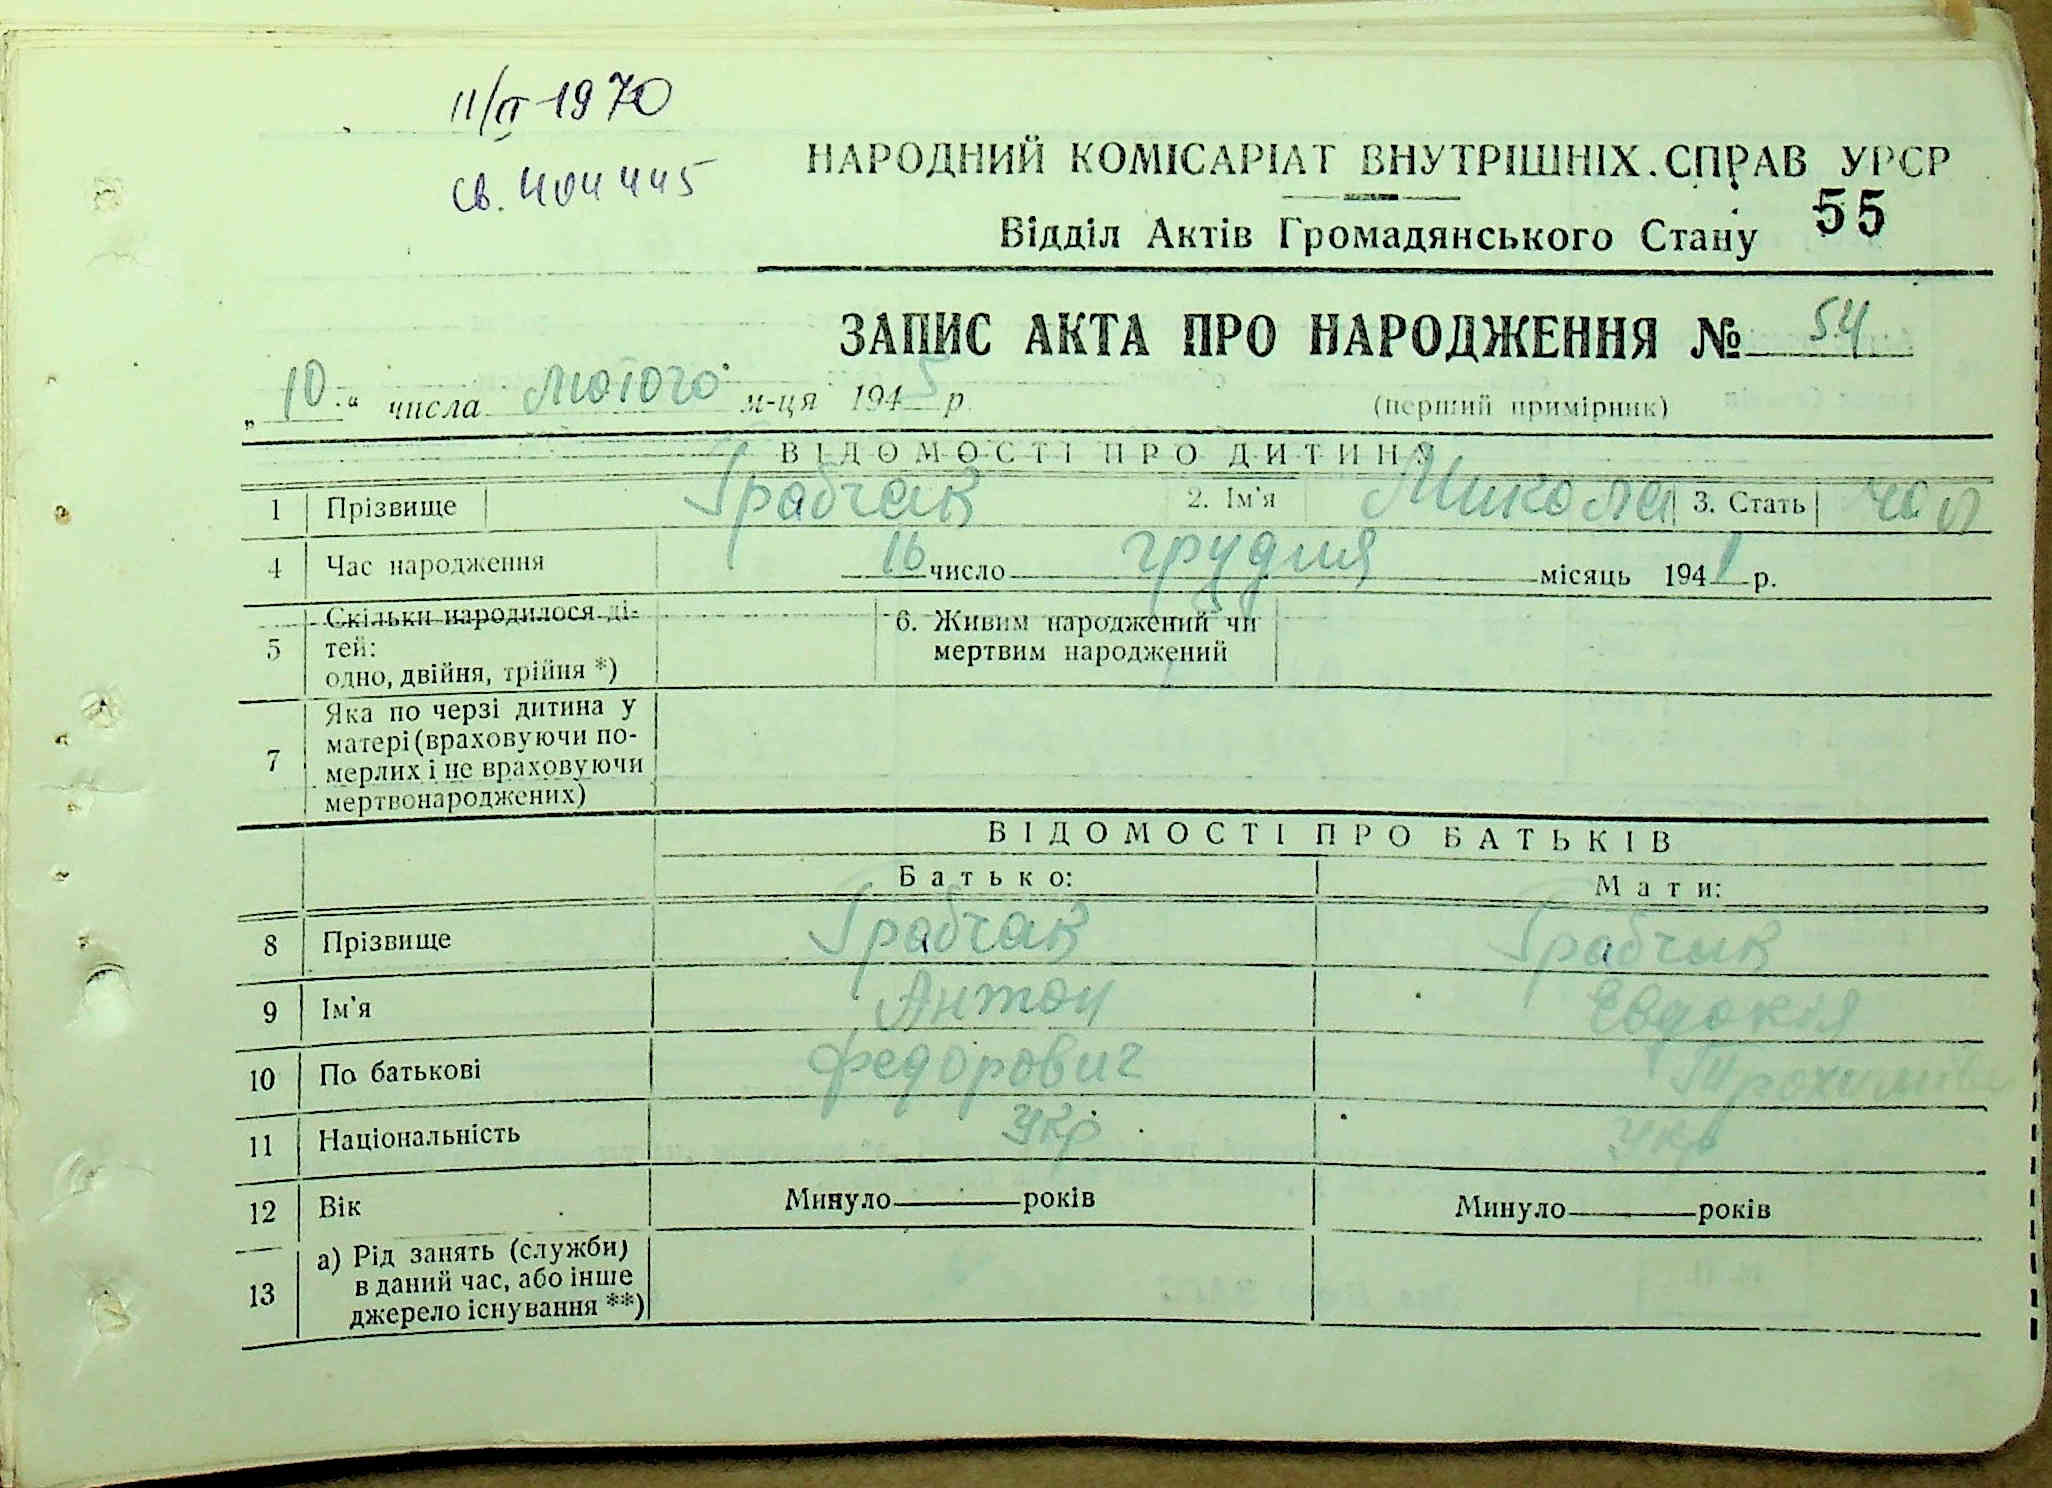 11/II-1970
св. 404445
НАРОДНИЙ КОМІСАРІАТ ВНУТРІШНІХ СПРАВ УРСР
Відділ Актів Громадянського Стану 55
ЗАПИС АКТА ПРО НАРОДЖЕННЯ № 54
„10“ числа лютого м-ця 1945 р.
(перший примірник)
ВІДОМОСТІ ПРО ДИТИНУ
1 Прізвище Грабчак 2. Ім'я Микола 3. Стать чол
4 Час народження 16 число грудня місяць 1941 р.
5 Скільки народилося ді-
тей:
одно, двійня, трійня *)
6. Живим народжений чи
мертвим народжений
7 Яка по черзі дитина у
матері (враховуючи по-
мерлих і не враховуючи
мертвонароджених)
ВІДОМОСТІ ПРО БАТЬКІВ
Батько: Мати:
8 Прізвище Грабчак Грабчак
9 Ім'я Антон Евдокія
10 По батькові Федорович
11 Національність укр укр
12 Вік Минуло років Минуло років
13 а) Рід занять (служби)
в даний час, або інше
джерело існування **)